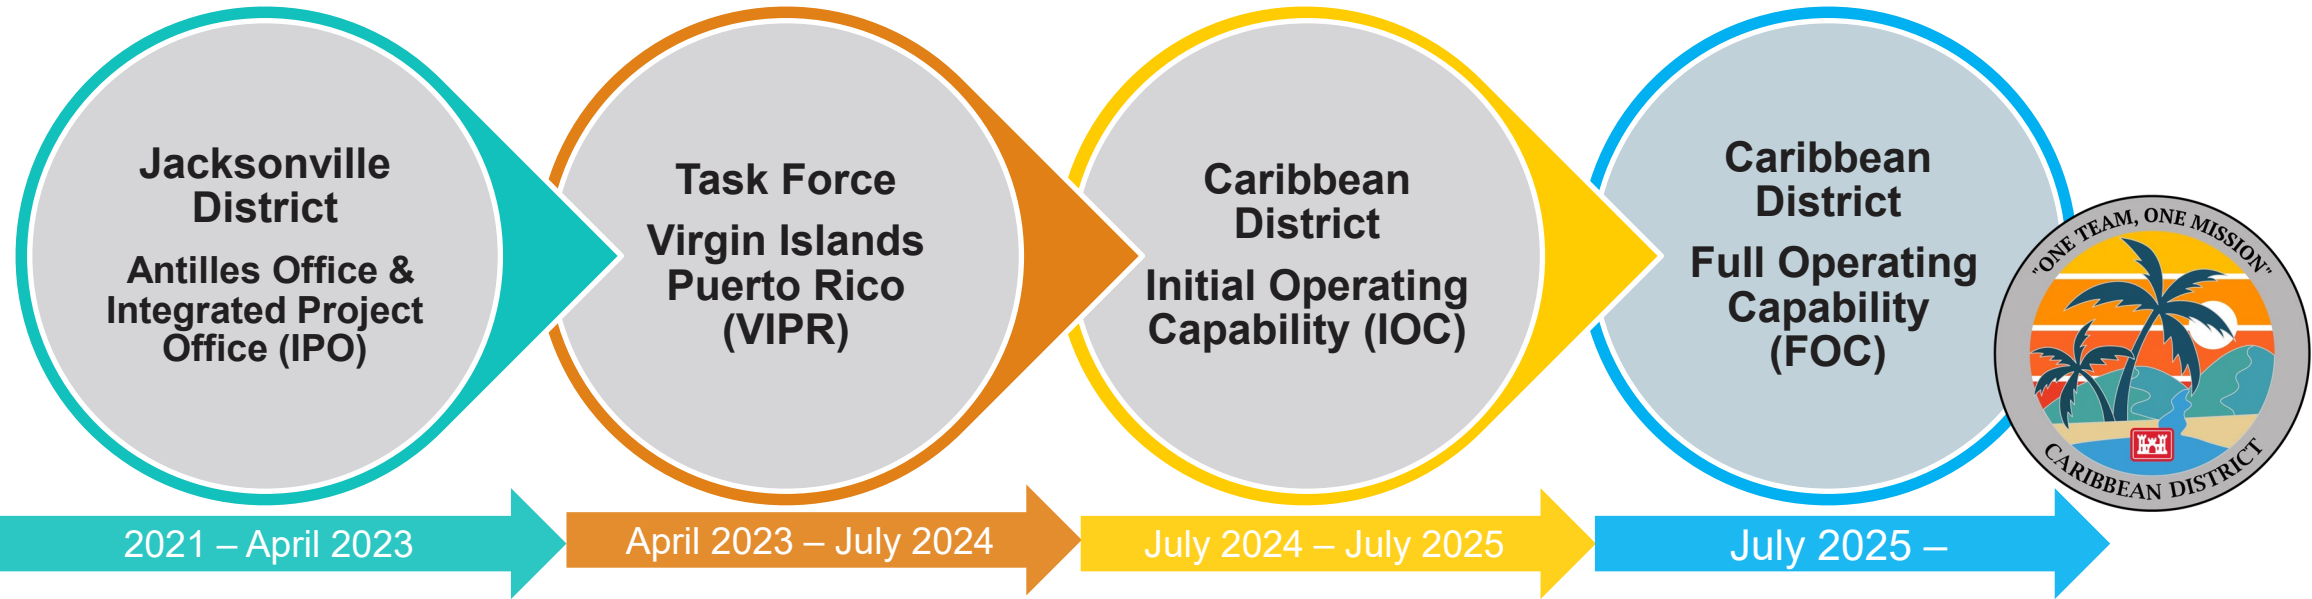 Jacksonville
District
Antilles Office &
Integrated Project
Office (IPO)
Task Force
Virgin Islands
Puerto Rico
(VIPR)
Caribbean
District
Initial Operating
Capability (IOC)
Caribbean
District
Full Operating
Capability
(FOC)
"ONE TEAM, ONE MISSION"
CARIBBEAN DISTRICT
2021 – April 2023
April 2023 – July 2024
July 2024 – July 2025
July 2025 –